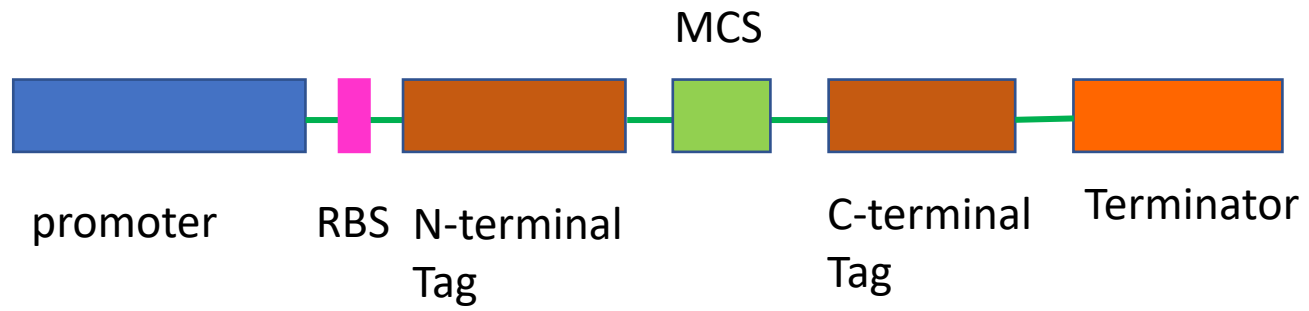 MCS
promoter
RBS
N-terminal
Tag
C-terminal
Tag
Terminator